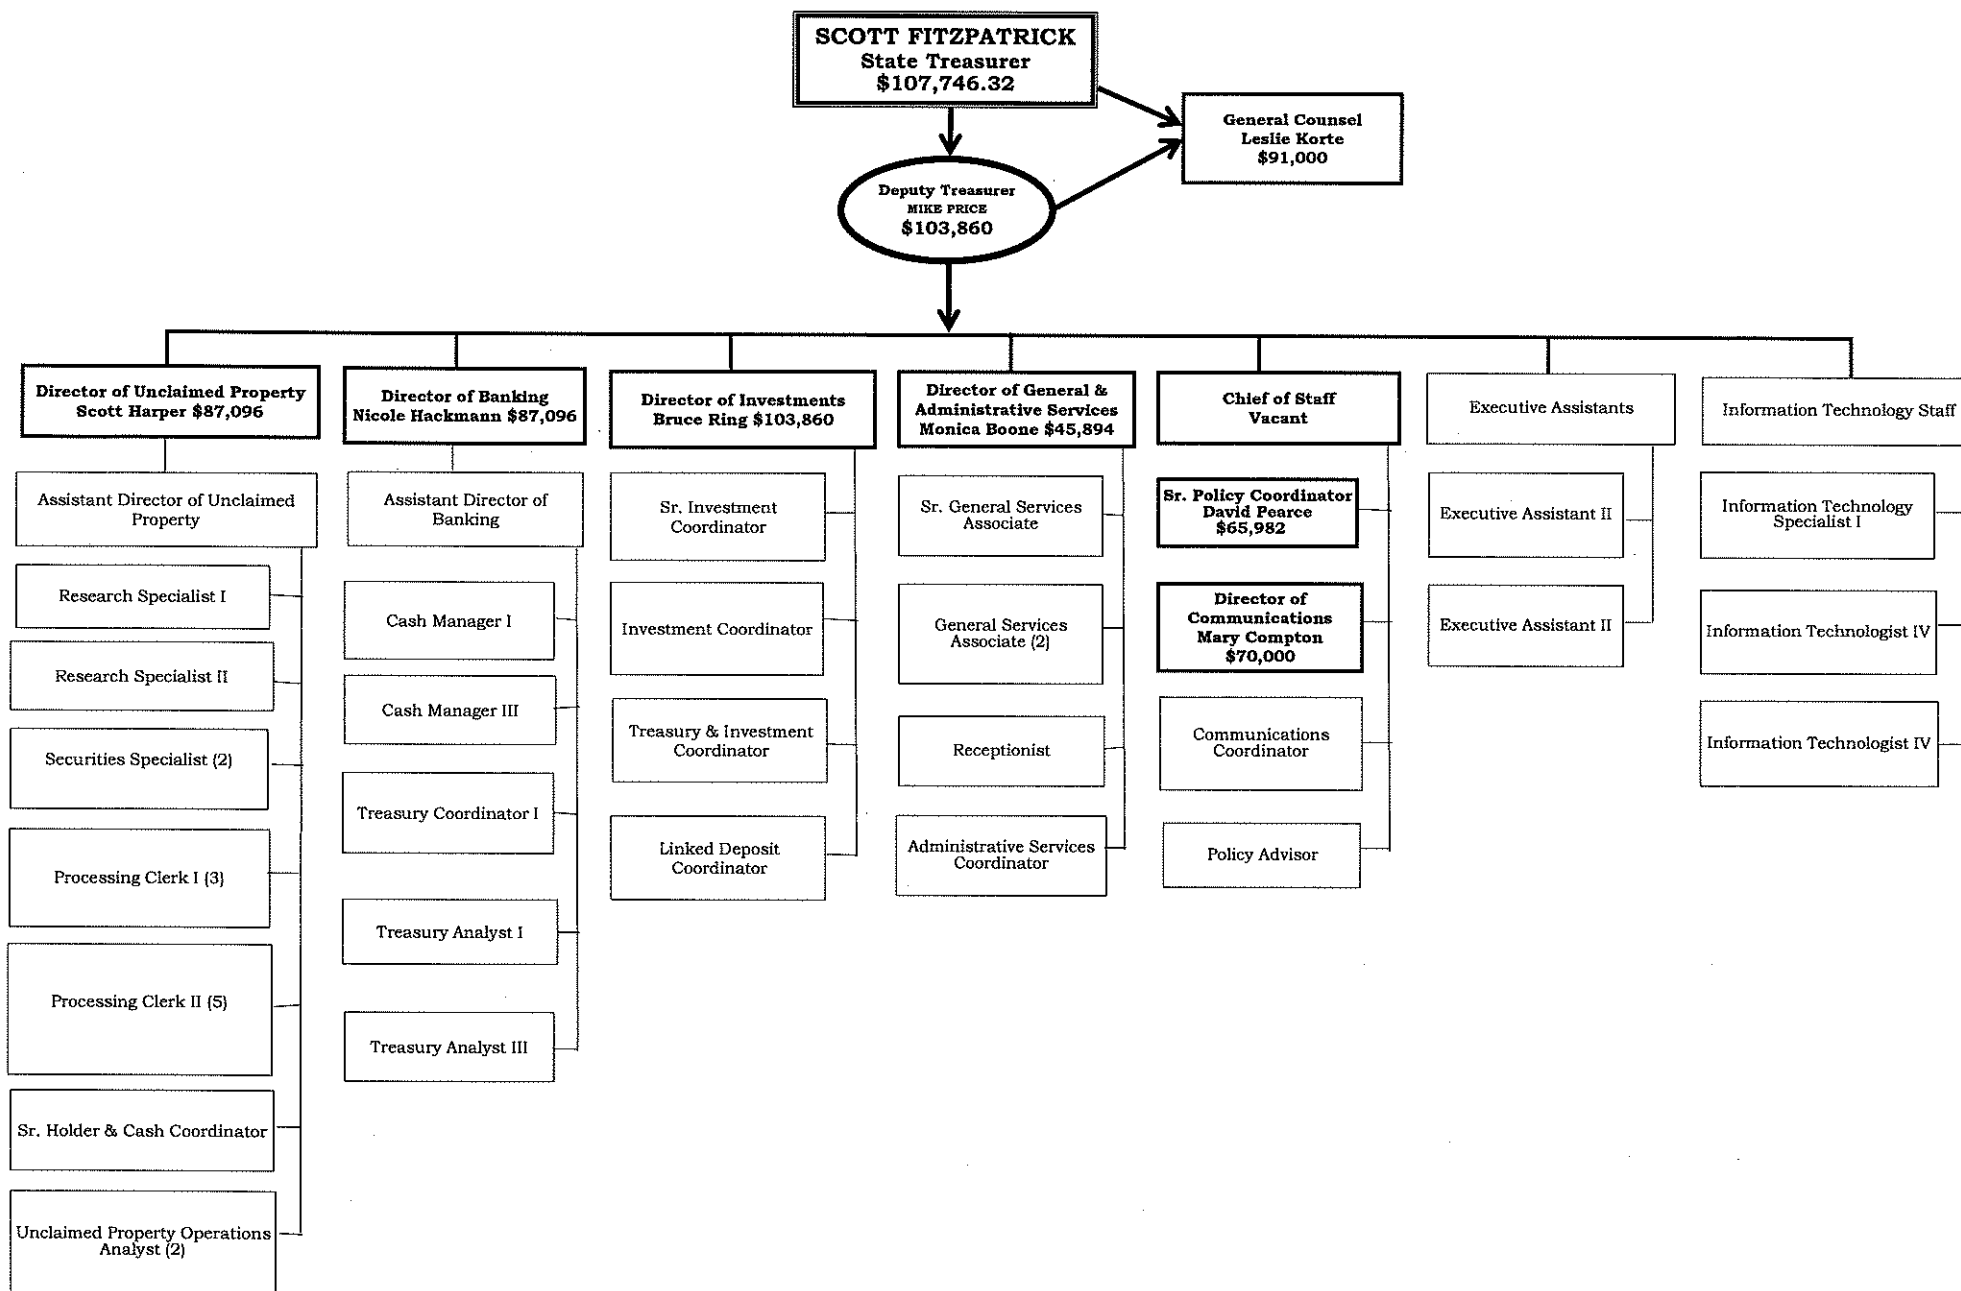 SCOTT FITZPATRICK
State Treasurer
$107,746.32
General Counsel
Leslie Korte
$91,000
Deputy Treasurer
MIKE PRICE
$103,860
Director of Unclaimed Property
Scott Harper $87,096
Director of Banking
Nicole Hackmann $87,096
Director of Investments
Bruce Ring $103,860
Director of General &
Administrative Services
Monica Boone $45,894
Chief of Staff
Vacant
Executive Assistants
Information Technology Staff
Assistant Director of Unclaimed
Property
Research Specialist I
Research Specialist II
Securities Specialist (2)
Processing Clerk I (3)
Processing Clerk II (5)
Sr. Holder & Cash Coordinator
Unclaimed Property Operations
Analyst (2)
Assistant Director of
Banking
Cash Manager I
Cash Manager III
Treasury Coordinator I
Treasury Analyst I
Treasury Analyst III
Sr. Investment
Coordinator
Investment Coordinator
Treasury & Investment
Coordinator
Linked Deposit
Coordinator
Sr. General Services
Associate
General Services
Associate (2)
Receptionist
Administrative Services
Coordinator
Sr. Policy Coordinator
David Pearce
$65,982
Director of
Communications
Mary Compton
$70,000
Communications
Coordinator
Policy Advisor
Executive Assistant II
Executive Assistant II
Information Technology
Specialist I
Information Technologist IV
Information Technologist IV